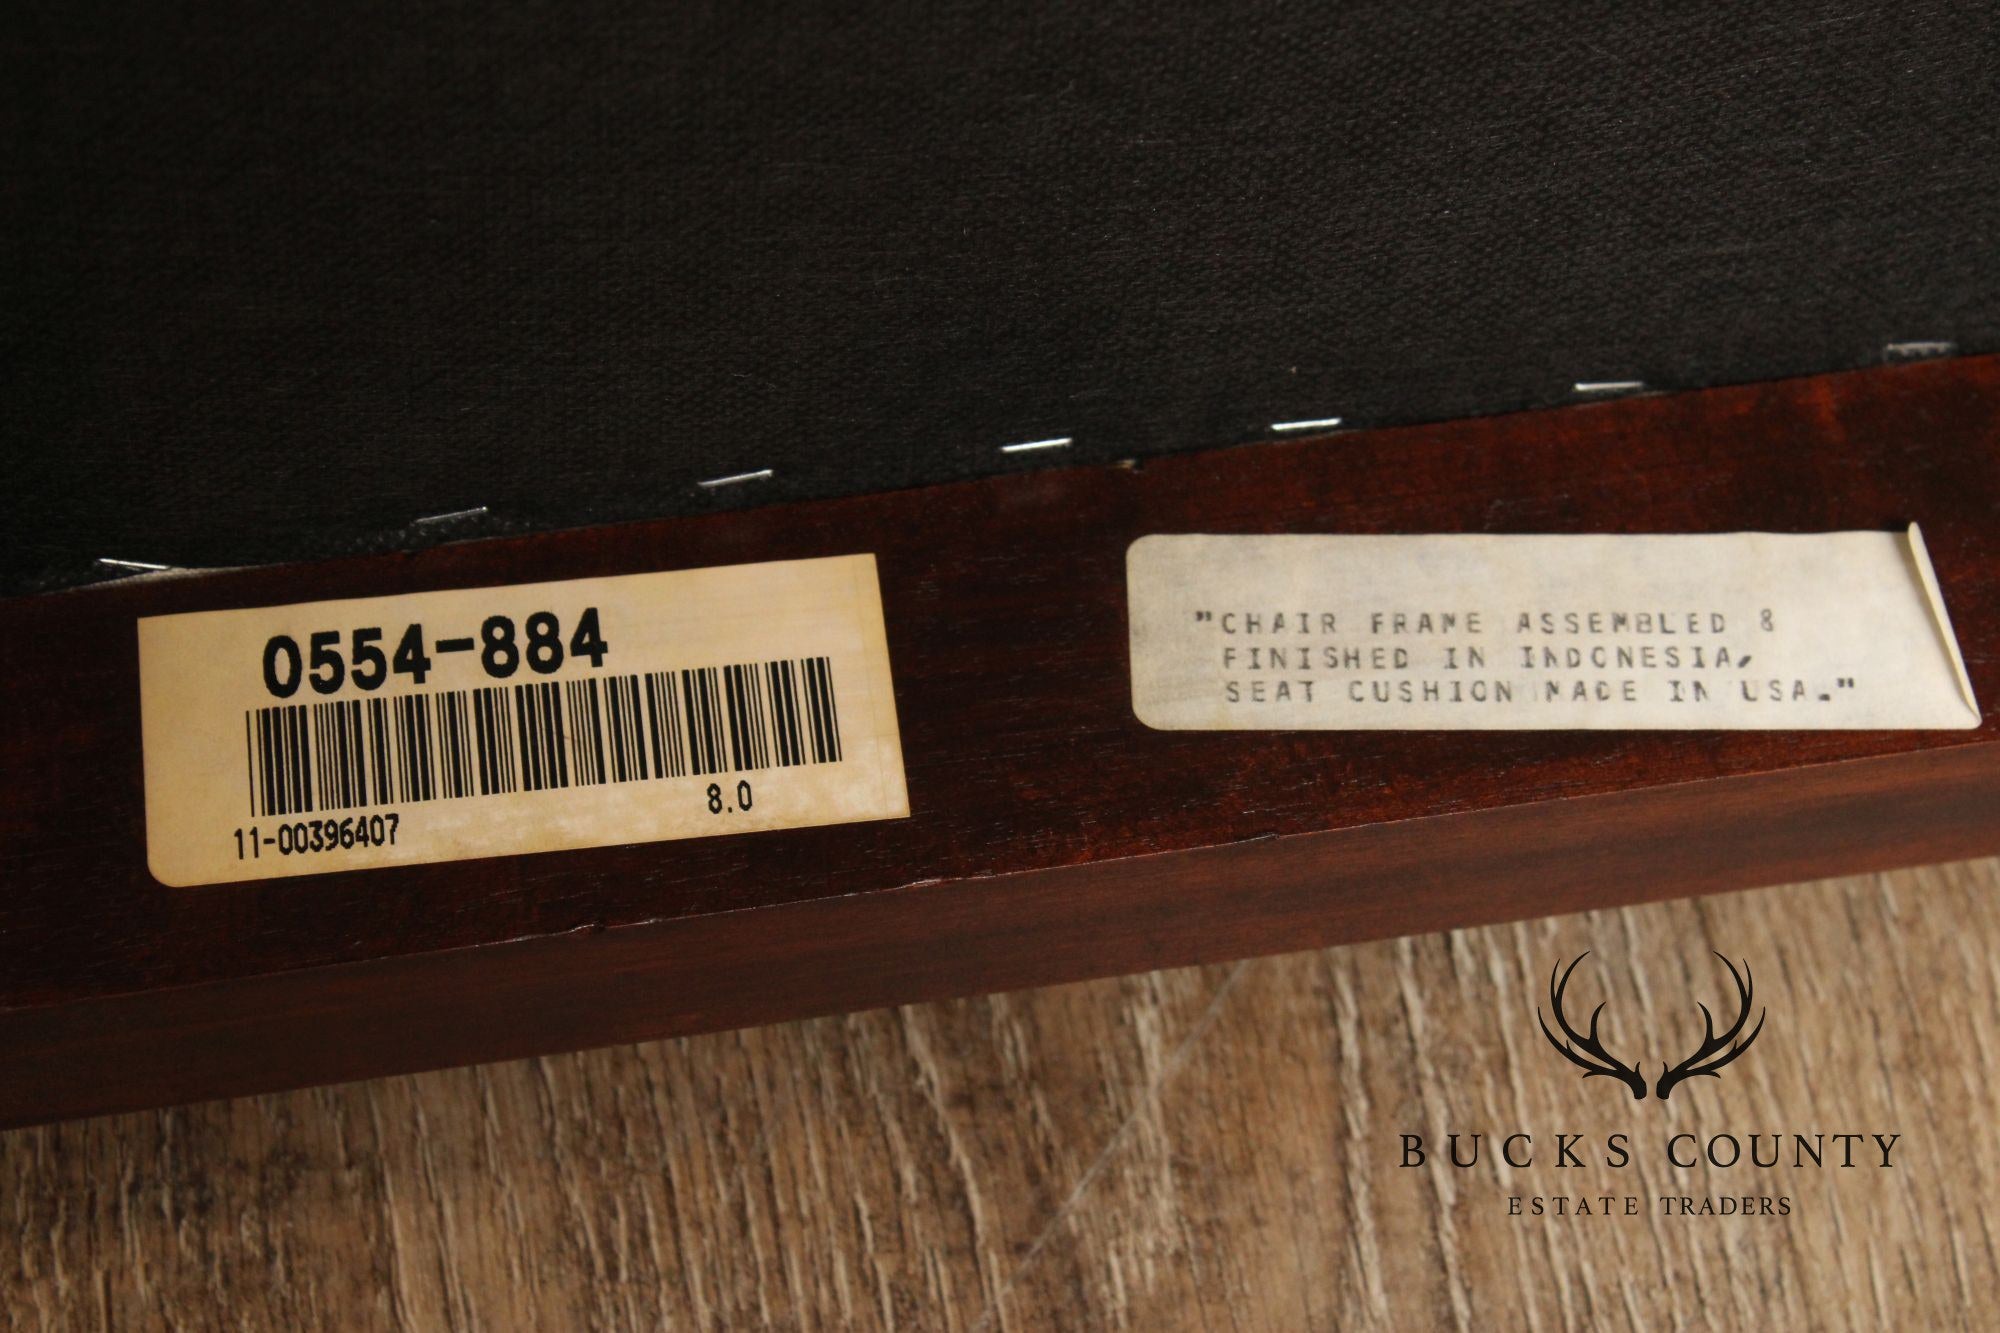 0554-884
8.0
11-00396407
"CHAIR FRAME ASSEMBLED &
FINISHED IN INDONESIA,
SEAT CUSHION MADE IN USA."
BUCKS COUNTY
ESTATE TRADERS